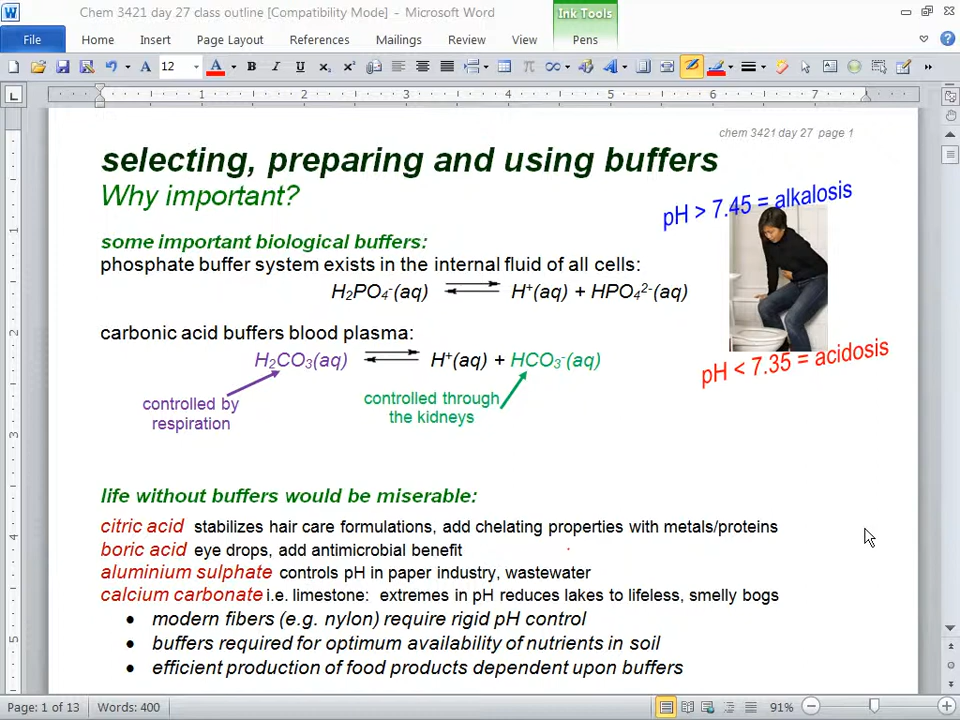 Chem 3421 day 27 class outline [Compatibility Mode] - Microsoft Word
Ink Tools
File Home Insert Page Layout References Mailings Review View Pens
12
1 2 3 4 5 6 7
chem 3421 day 27 page 1
selecting, preparing and using buffers
Why important?
pH > 7.45 = alkalosis
some important biological buffers:
phosphate buffer system exists in the internal fluid of all cells:
H₂PO₄⁻(aq) ⇌ H⁺(aq) + HPO₄²⁻(aq)
carbonic acid buffers blood plasma:
pH < 7.35 = acidosis
H₂CO₃(aq) ⇌ H⁺(aq) + HCO₃⁻(aq)
controlled by
respiration
controlled through
the kidneys
life without buffers would be miserable:
citric acid stabilizes hair care formulations, add chelating properties with metals/proteins
boric acid eye drops, add antimicrobial benefit
aluminium sulphate controls pH in paper industry, wastewater
calcium carbonate i.e. limestone: extremes in pH reduces lakes to lifeless, smelly bogs
• modern fibers (e.g. nylon) require rigid pH control
• buffers required for optimum availability of nutrients in soil
• efficient production of food products dependent upon buffers
Page: 1 of 13 Words: 400 91%